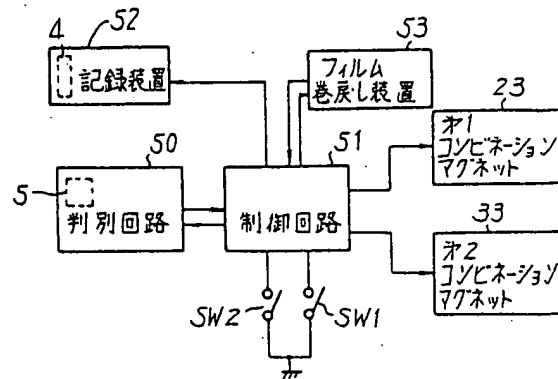 4
52
記録装置
53
フィルム
巻戻し装置
23
才1
コンビネーション
マグネット
50
5
判別回路
51
制御回路
33
才2
コンビネーション
マグネット
SW2
SW1